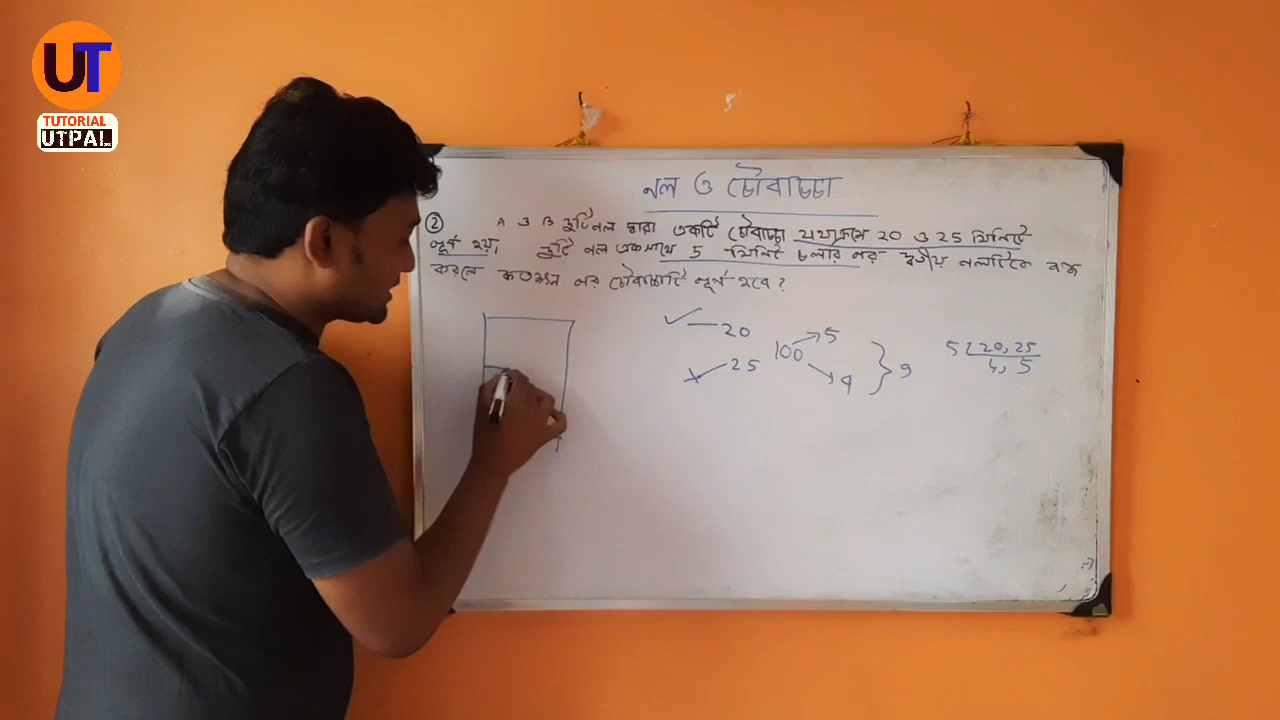 UT
TUTORIAL
UTPAL
নল ও চৌবাচ্চা
② A ও B দুটি নল দ্বারা একটি চৌবাচ্চা যথাক্রমে 20 ও 25 মিনিটে
পূর্ণ হয়, দুটি নল একসাথে 5 মিনিট চলার পর দ্বিতীয় নলটিকে বন্ধ
করলে কতক্ষন পর চৌবাচ্চাটি পূর্ণ হবে?
20
25
100
5
4
9
5 20, 25
4, 5